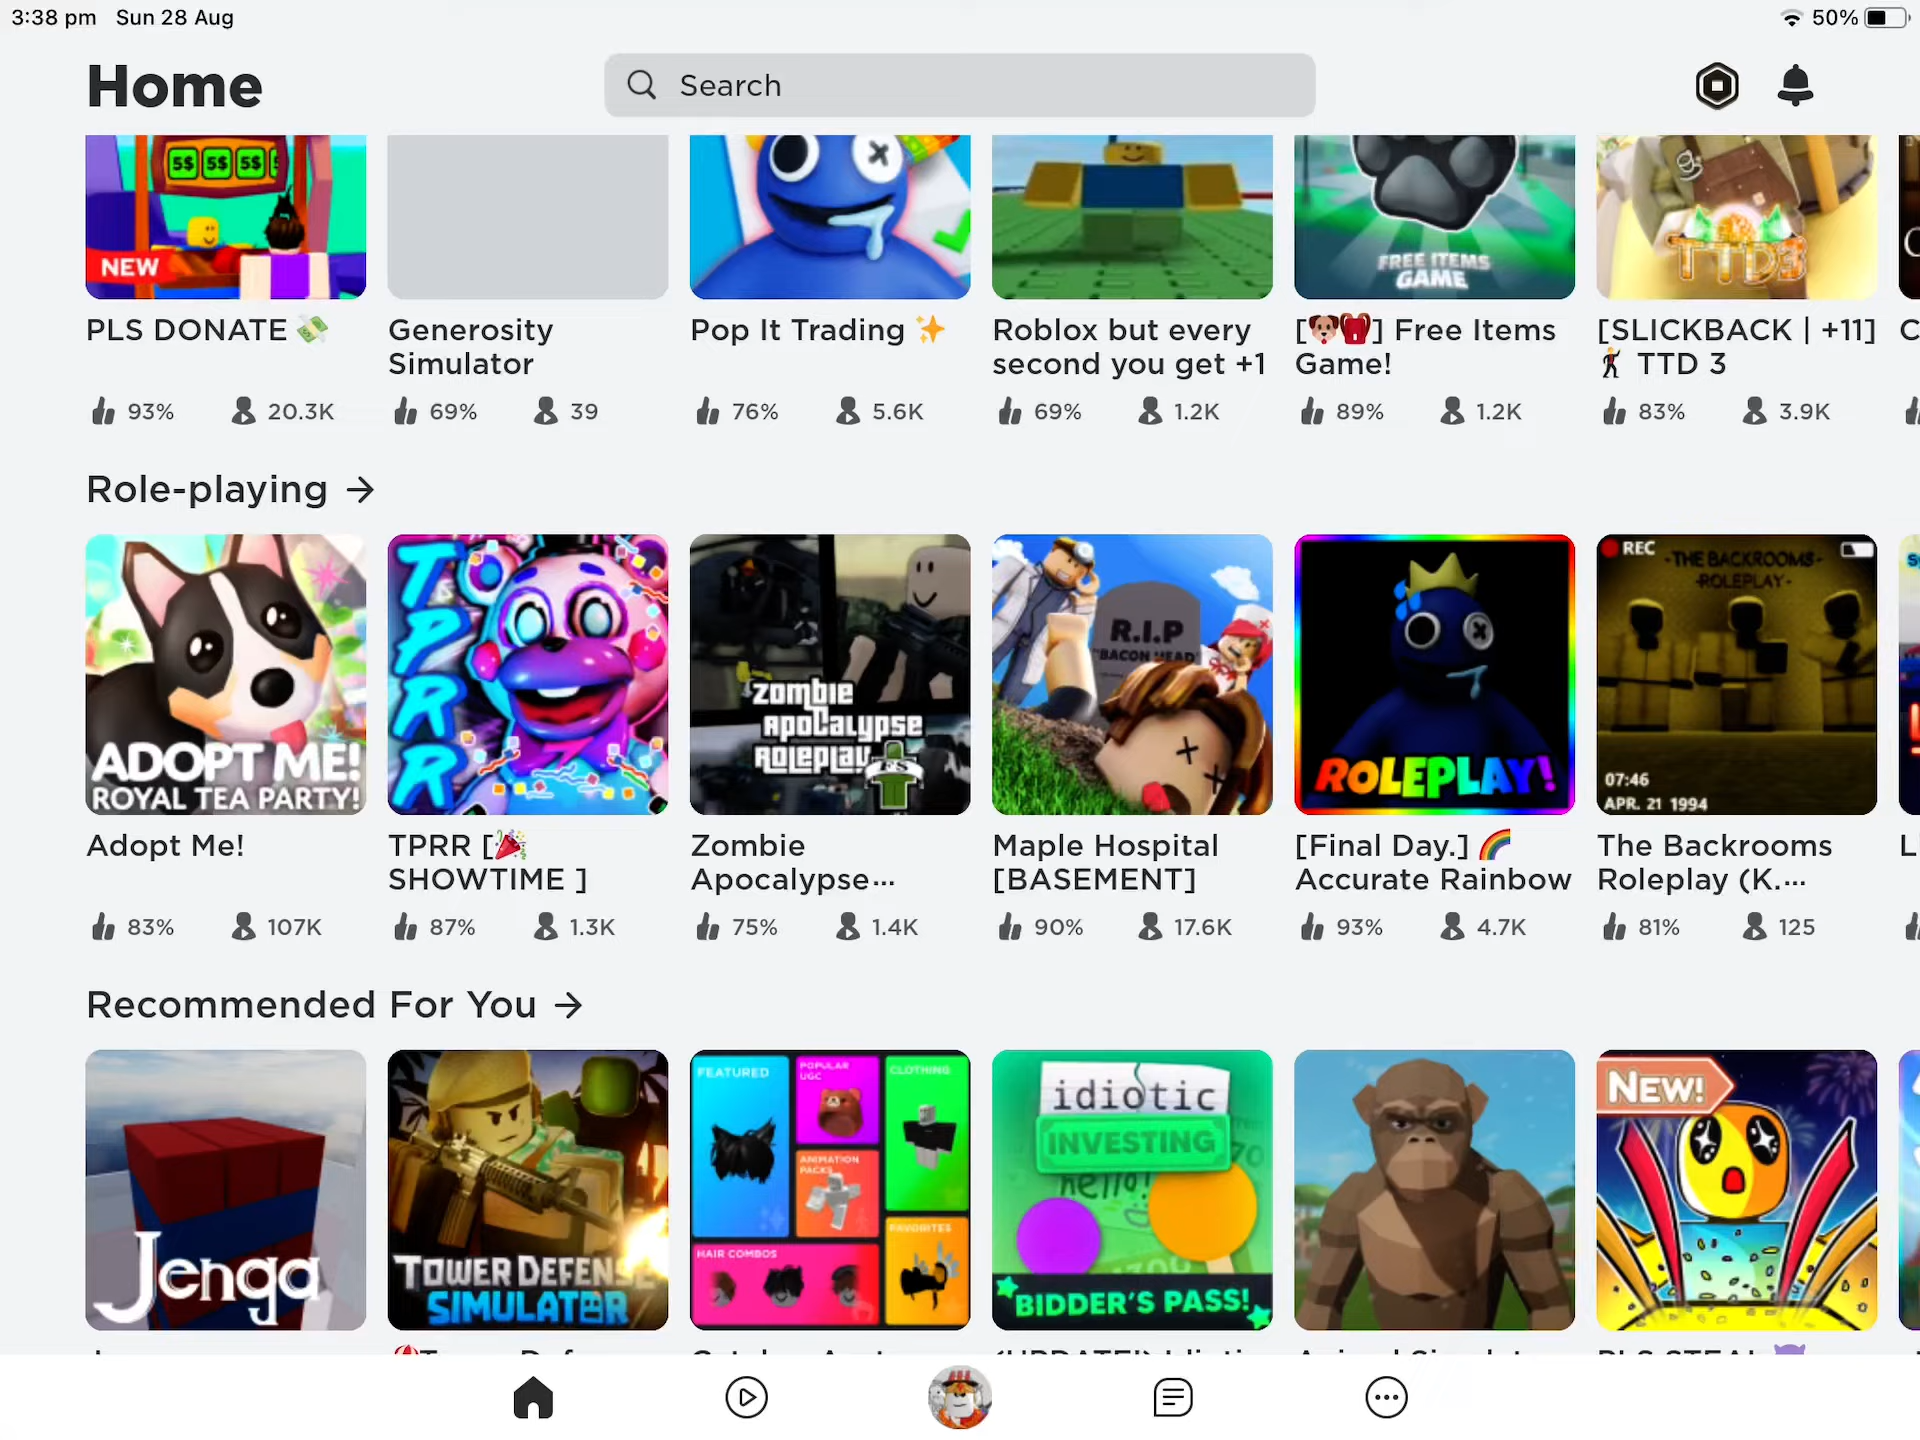 3:38 pm Sun 28 Aug
50%
Home
Search
5$ 5$ 5$
NEW
FREE ITEMS
GAME
TTD3
PLS DONATE 💸
Generosity
Simulator
Pop It Trading ✨
Roblox but every
second you get +1
[🐶🎒] Free Items
Game!
[SLICKBACK | +11]
🕺 TTD 3
93% 20.3K
69% 39
76% 5.6K
69% 1.2K
89% 1.2K
83% 3.9K
Role-playing →
ADOPT ME!
ROYAL TEA PARTY!
TPRR
Zombie
Apocalypse
Roleplay
R.I.P
"BACON HEAD"
ROLEPLAY!
REC
-THE BACKROOMS-
-ROLEPLAY-
07:46
APR. 21 1994
Adopt Me!
TPRR [🎉
SHOWTIME ]
Zombie
Apocalypse...
Maple Hospital
[BASEMENT]
[Final Day.] 🌈
Accurate Rainbow
The Backrooms
Roleplay (K....
83% 107K
87% 1.3K
75% 1.4K
90% 17.6K
93% 4.7K
81% 125
Recommended For You →
Jenga
TOWER DEFENSE
SIMULATOR
FEATURED
POPULAR
UGC
CLOTHING
ANIMATION
PACKS
FAVORITES
HAIR COMBOS
idiotic
INVESTING
hello!
BIDDER'S PASS!
NEW!